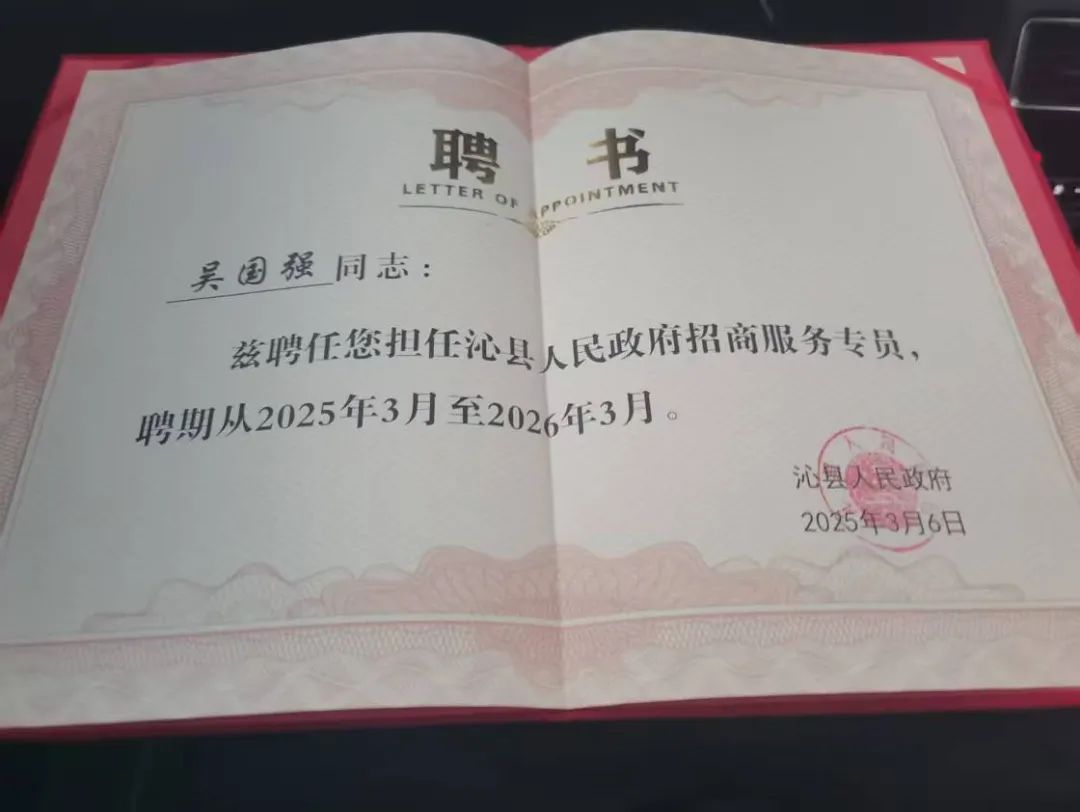 聘书
LETTER OF APPOINTMENT
吴国强同志：
兹聘任您担任沁县人民政府招商服务专员，
聘期从2025年3月至2026年3月。
沁县人民政府
2025年3月6日